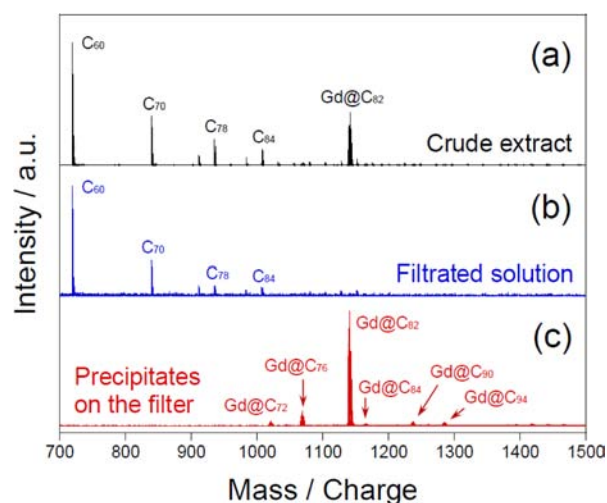 (a)
C₆₀
C₇₀
C₇₈
C₈₄
Gd@C₈₂
Crude extract
(b)
C₆₀
C₇₀
C₇₈
C₈₄
Filtrated solution
(c)
Gd@C₈₂
Gd@C₇₆
Gd@C₉₀
Gd@C₈₄
Gd@C₉₄
Gd@C₇₂
Precipitates
on the filter
Intensity / a.u.
700 800 900 1000 1100 1200 1300 1400 1500
Mass / Charge